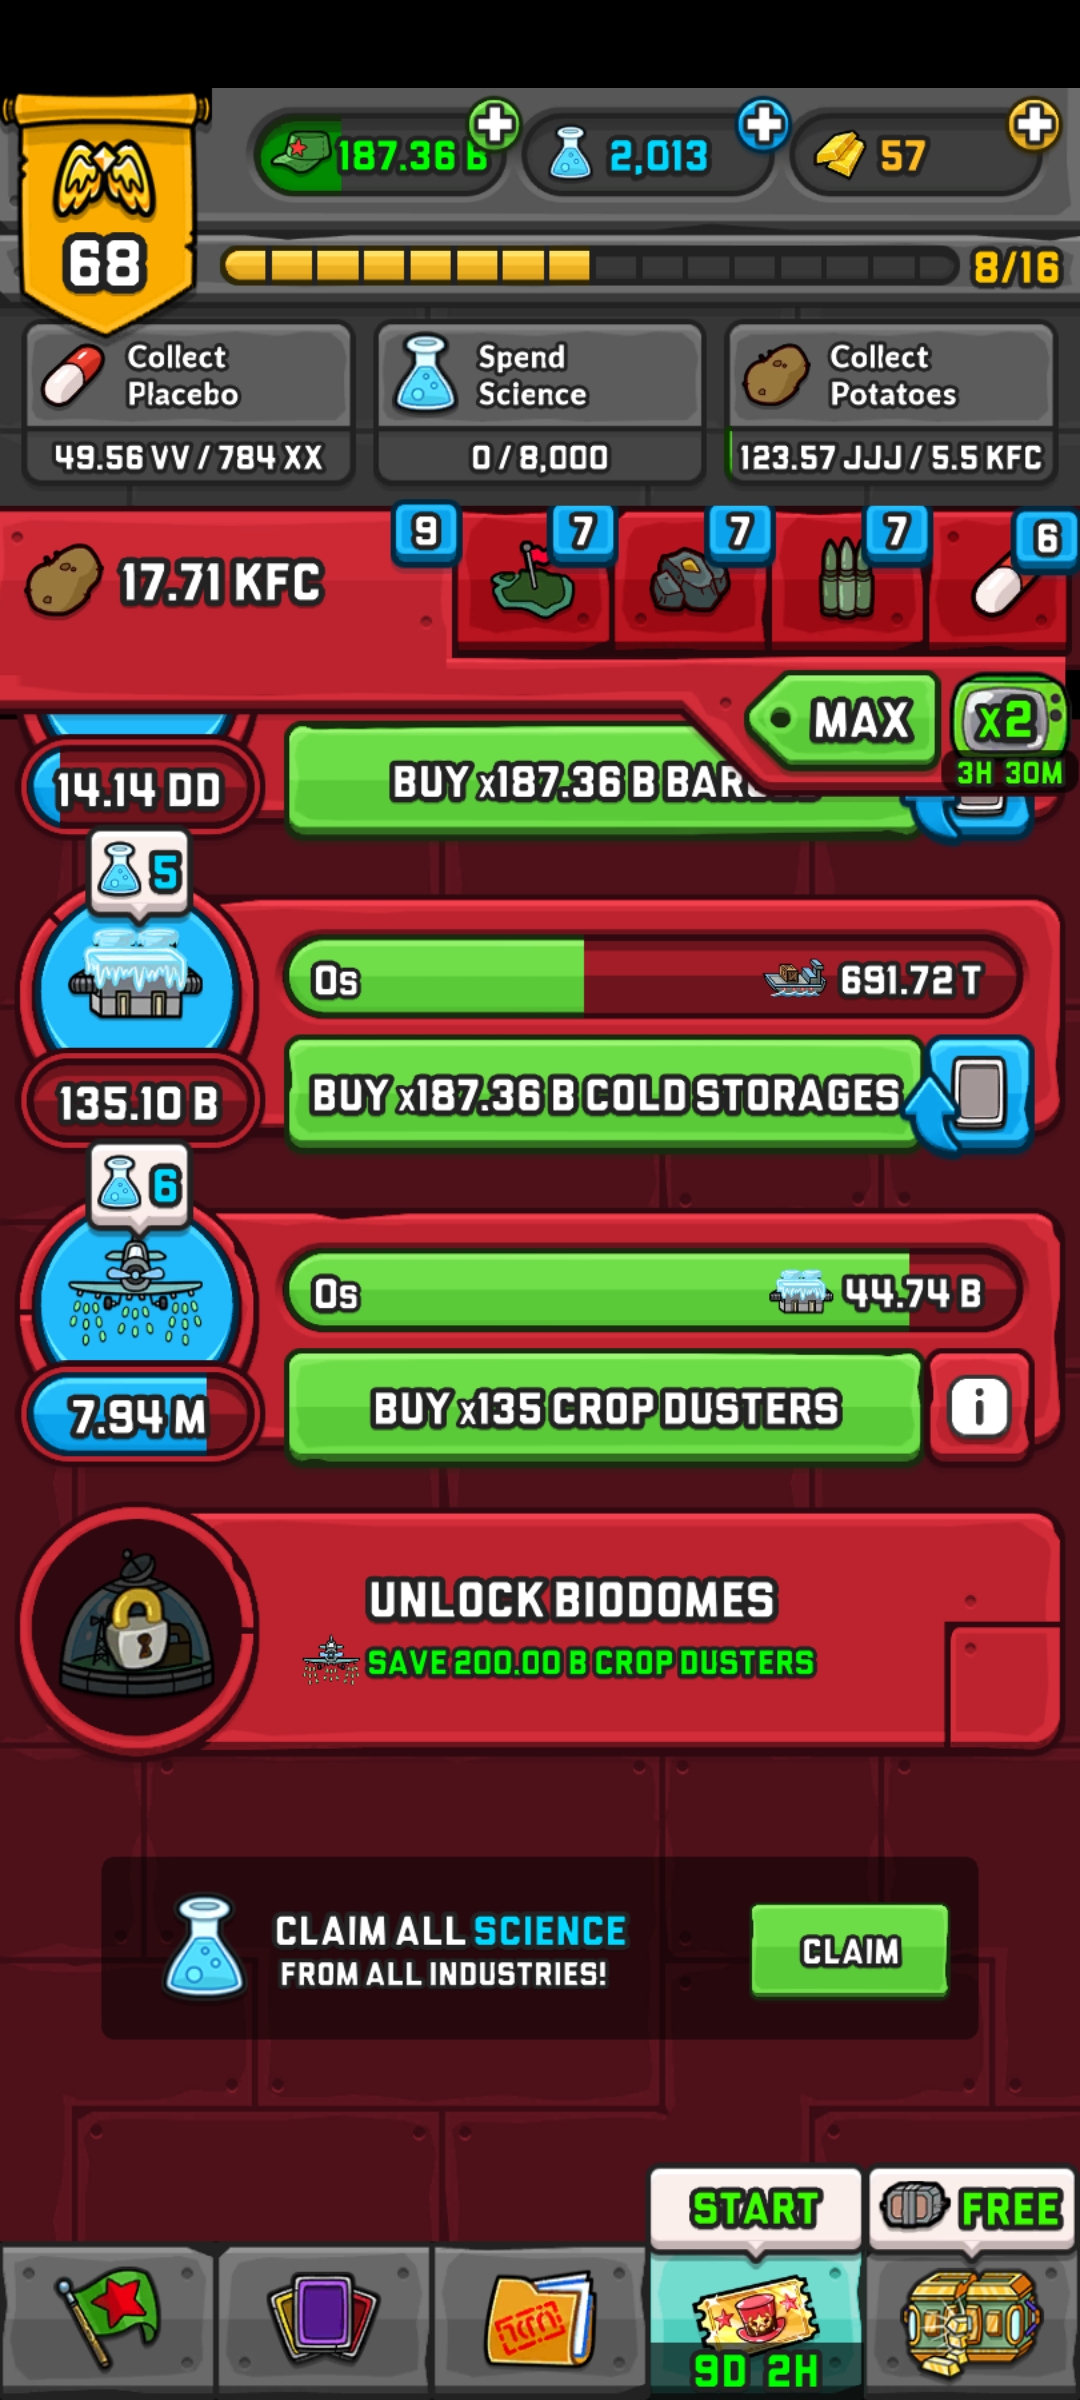 187.36 B
2,013
57
68
8/16
Collect
Placebo
49.56 VV / 784 XX
Spend
Science
0 / 8,000
Collect
Potatoes
123.57 JJJ / 5.5 KFC
17.71 KFC
9
7
7
7
6
MAX
x2
3H 30M
14.14 DD
BUY x187.36 B
5
0s
691.72 T
135.10 B
BUY x187.36 B COLD STORAGES
6
0s
44.74 B
7.94 M
BUY x135 CROP DUSTERS
i
UNLOCK BIODOMES
SAVE 200.00 B CROP DUSTERS
CLAIM ALL SCIENCE
FROM ALL INDUSTRIES!
CLAIM
START
FREE
9D 2H